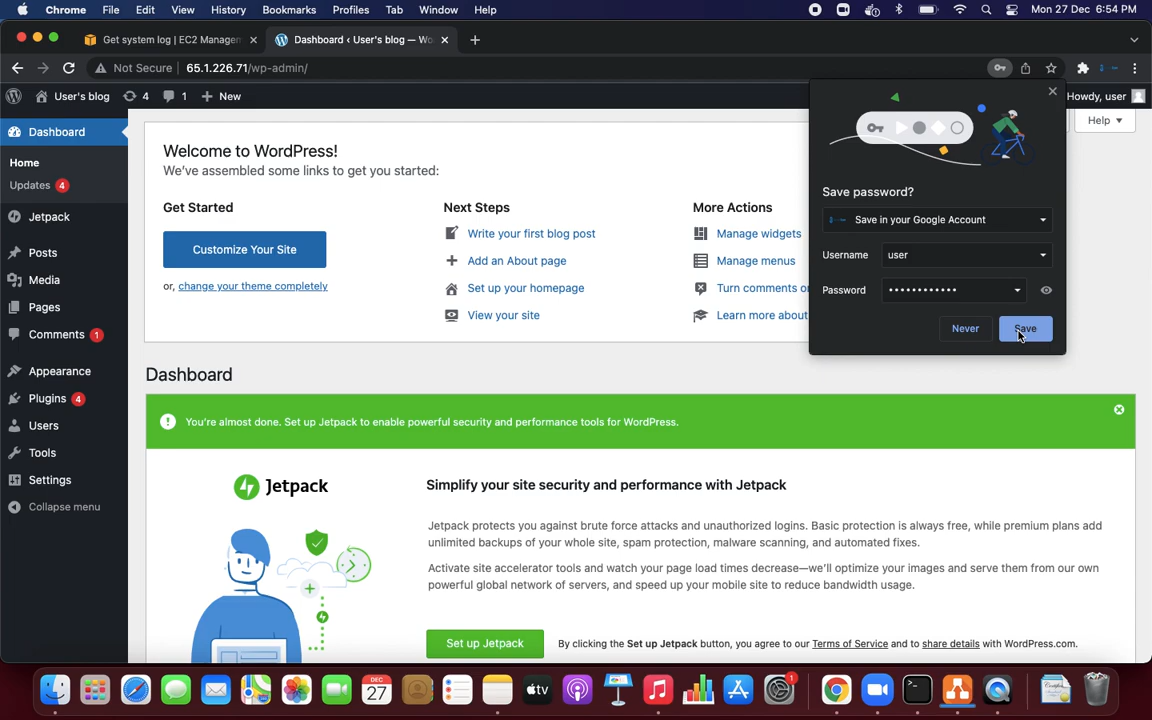 Chrome File Edit View History Bookmarks Profiles Tab Window Help Mon 27 Dec 6:54 PM
Get system log | EC2 Managem Dashboard ‹ User's blog — Wo
Not Secure 65.1.226.71/wp-admin/
User's blog 4 1 New Howdy, user
Dashboard
Home
Updates 4
Jetpack
Posts
Media
Pages
Comments 1
Appearance
Plugins 4
Users
Tools
Settings
Collapse menu
Help
Welcome to WordPress!
We've assembled some links to get you started:
Get Started
Customize Your Site
or, change your theme completely
Next Steps
Write your first blog post
Add an About page
Set up your homepage
View your site
More Actions
Manage widgets
Manage menus
Turn comments o
Learn more about
Save password?
Save in your Google Account
Username user
Password ••••••••••••
Never Save
Dashboard
You're almost done. Set up Jetpack to enable powerful security and performance tools for WordPress.
Jetpack
Simplify your site security and performance with Jetpack
Jetpack protects you against brute force attacks and unauthorized logins. Basic protection is always free, while premium plans add
unlimited backups of your whole site, spam protection, malware scanning, and automated fixes.
Activate site accelerator tools and watch your page load times decrease—we'll optimize your images and serve them from our own
powerful global network of servers, and speed up your mobile site to reduce bandwidth usage.
Set up Jetpack By clicking the Set up Jetpack button, you agree to our Terms of Service and to share details with WordPress.com.
DEC
27
tv
1